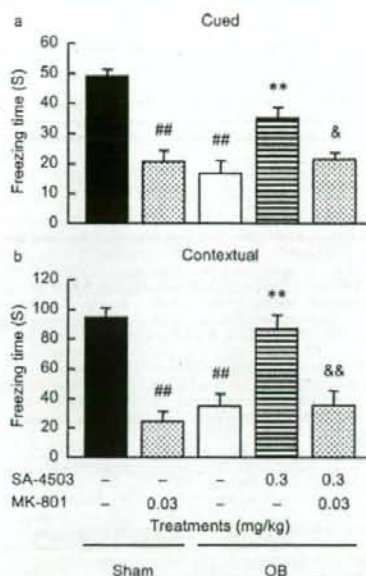 a
Cued
Freezing time (S)
60
50
40
30
20
10
0
##
##
**
&
b
Contextual
Freezing time (S)
120
100
80
60
40
20
0
##
##
**
&&
SA-4503 – – – 0.3 0.3
MK-801 – 0.03 – – 0.03
Treatments (mg/kg)
Sham OB